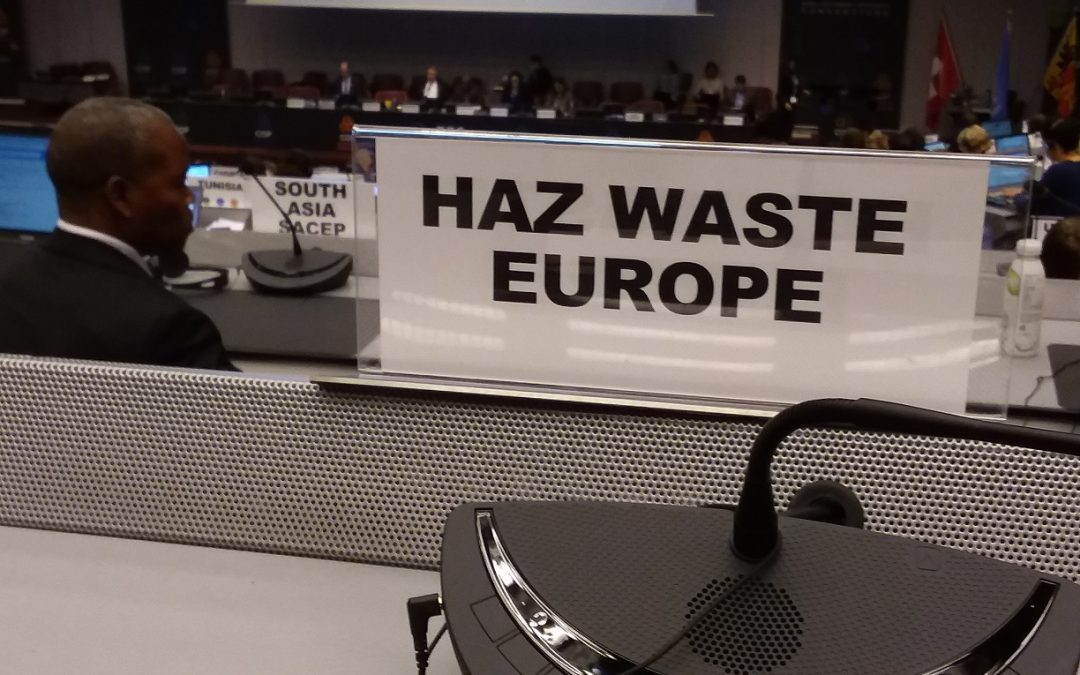 HAZ WASTE
EUROPE
TUNISIA
SOUTH
ASIA
SACEP